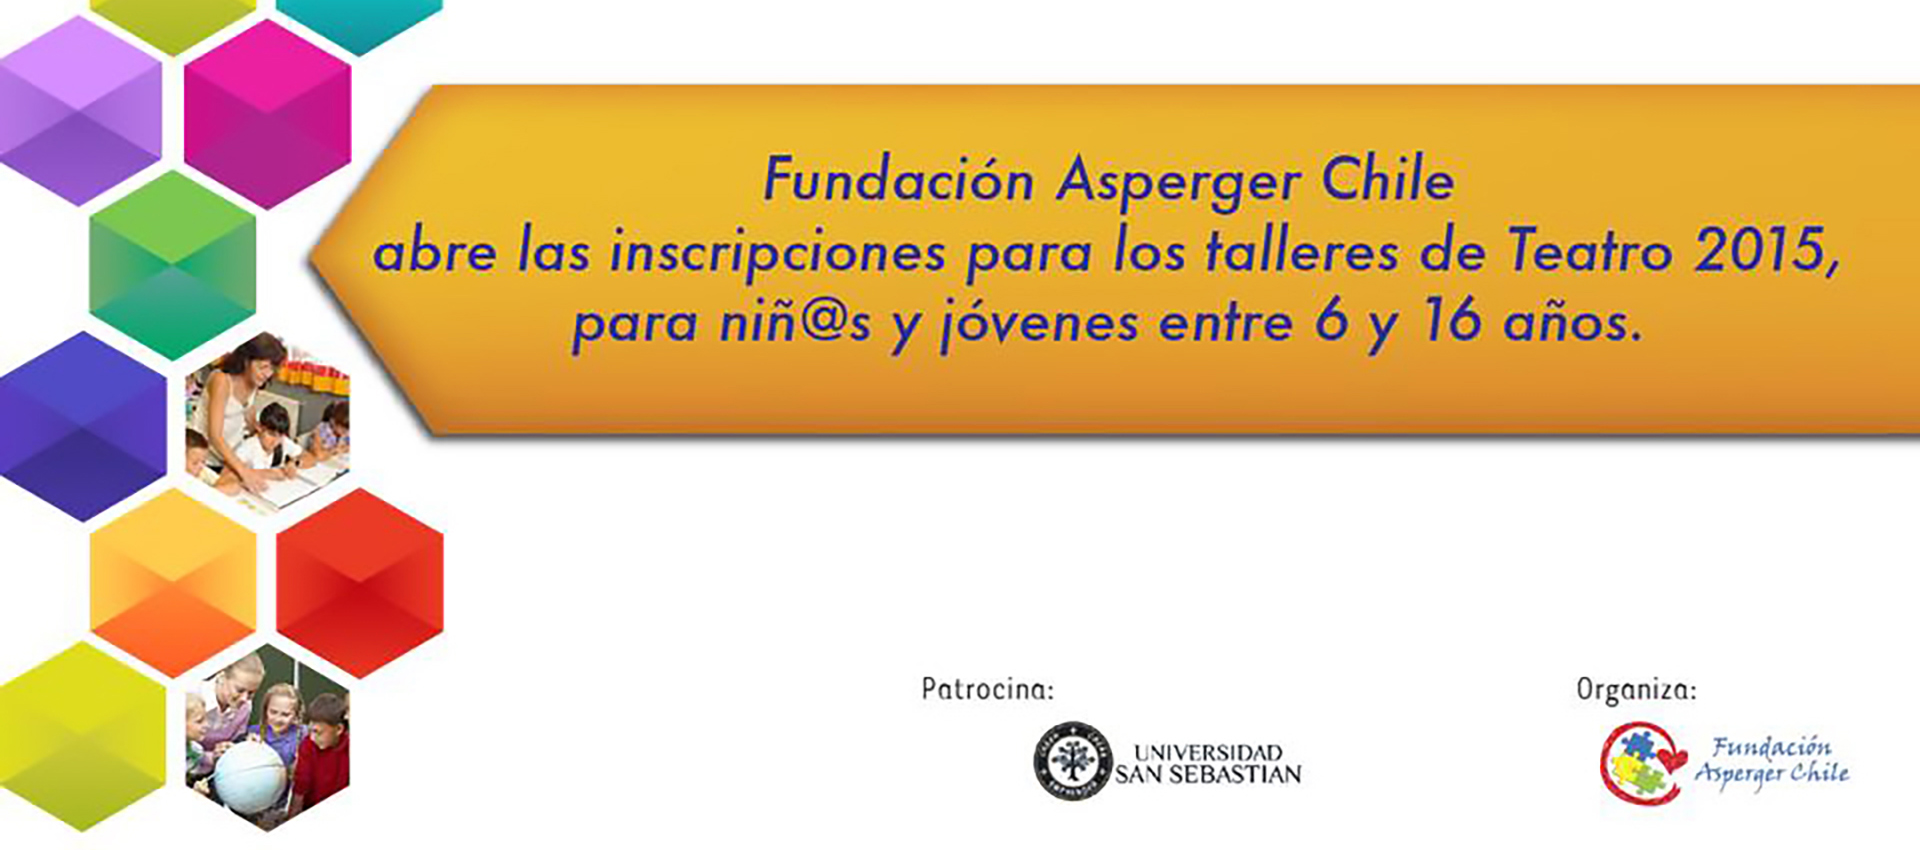 Fundación Asperger Chile
abre las inscripciones para los talleres de Teatro 2015,
para niñ@s y jóvenes entre 6 y 16 años.
Patrocina:
UNIVERSIDAD
SAN SEBASTIAN
Organiza:
Fundación
Asperger Chile